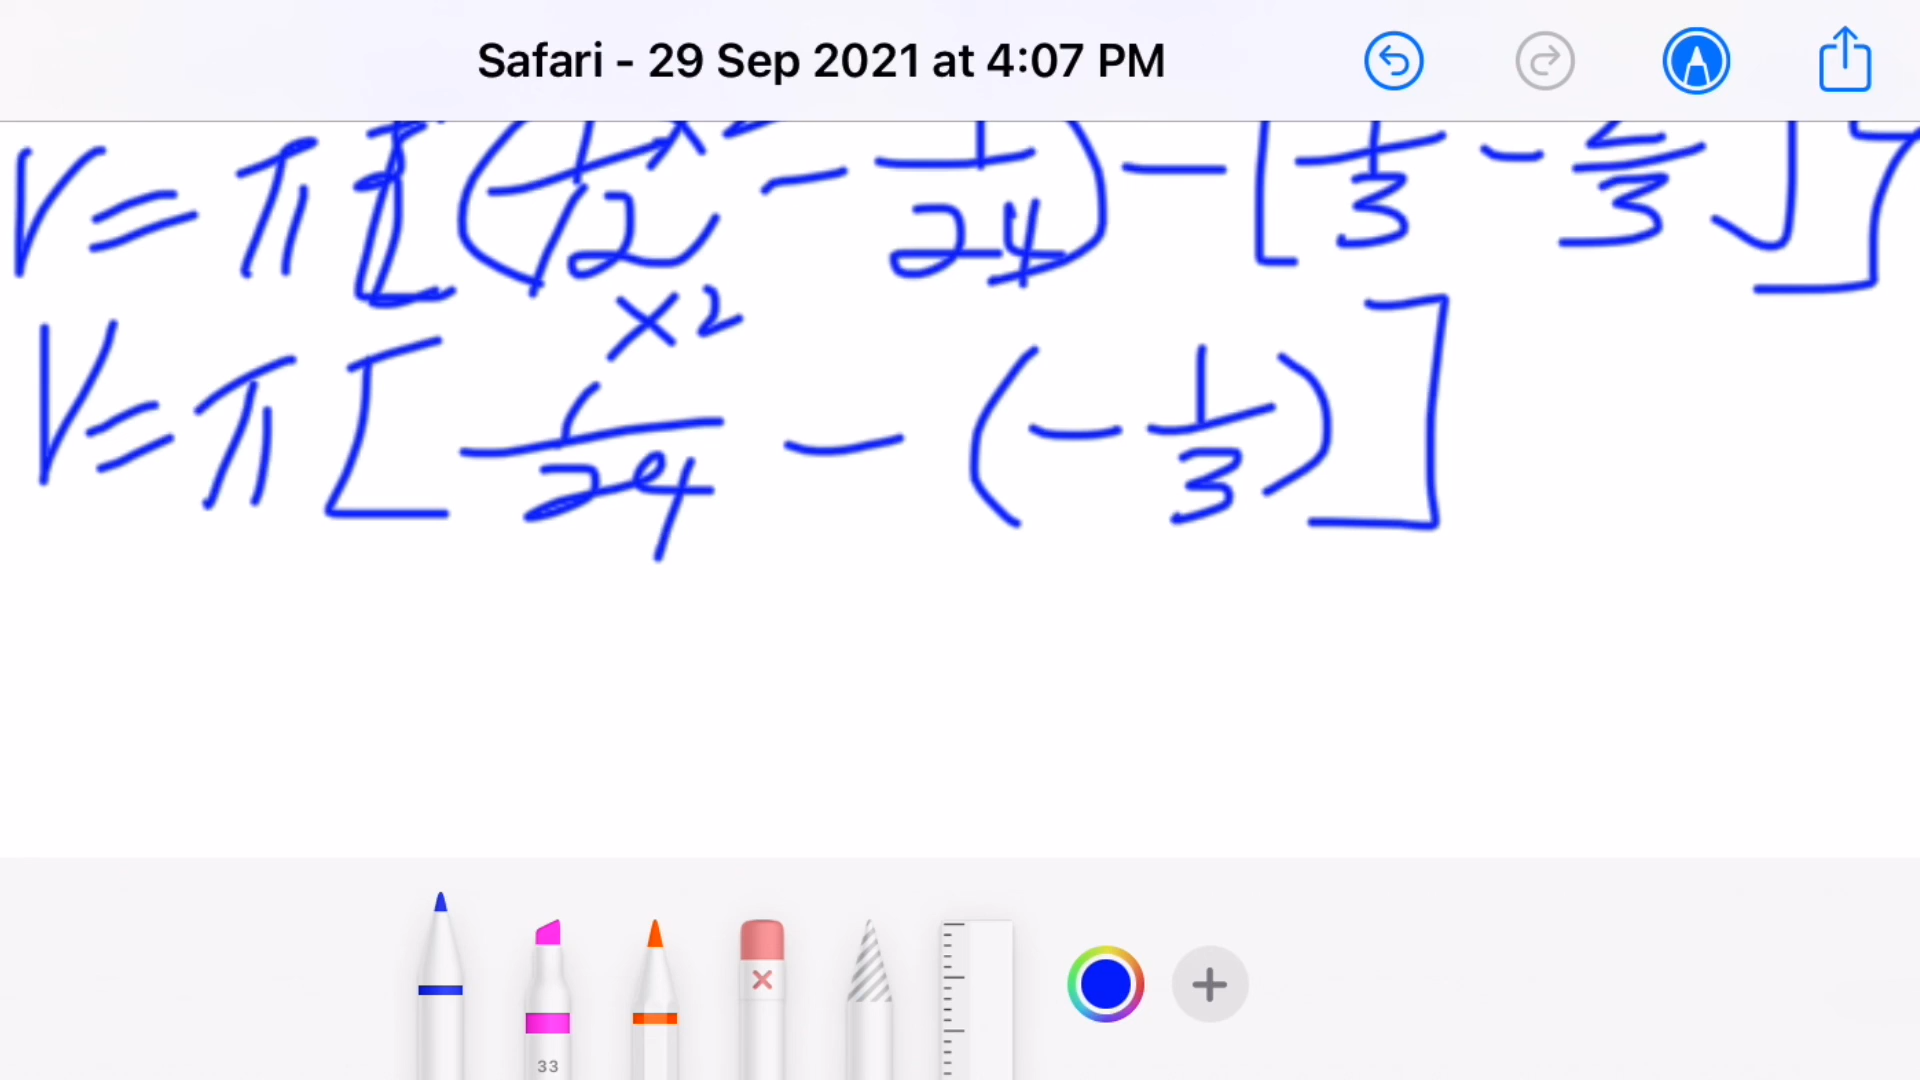 Safari - 29 Sep 2021 at 4:07 PM
V = π[(1/12 ×2 - 1/24) - [1/3 - 2/3]]
×2
V = π[1/24 - (-1/3)]
33